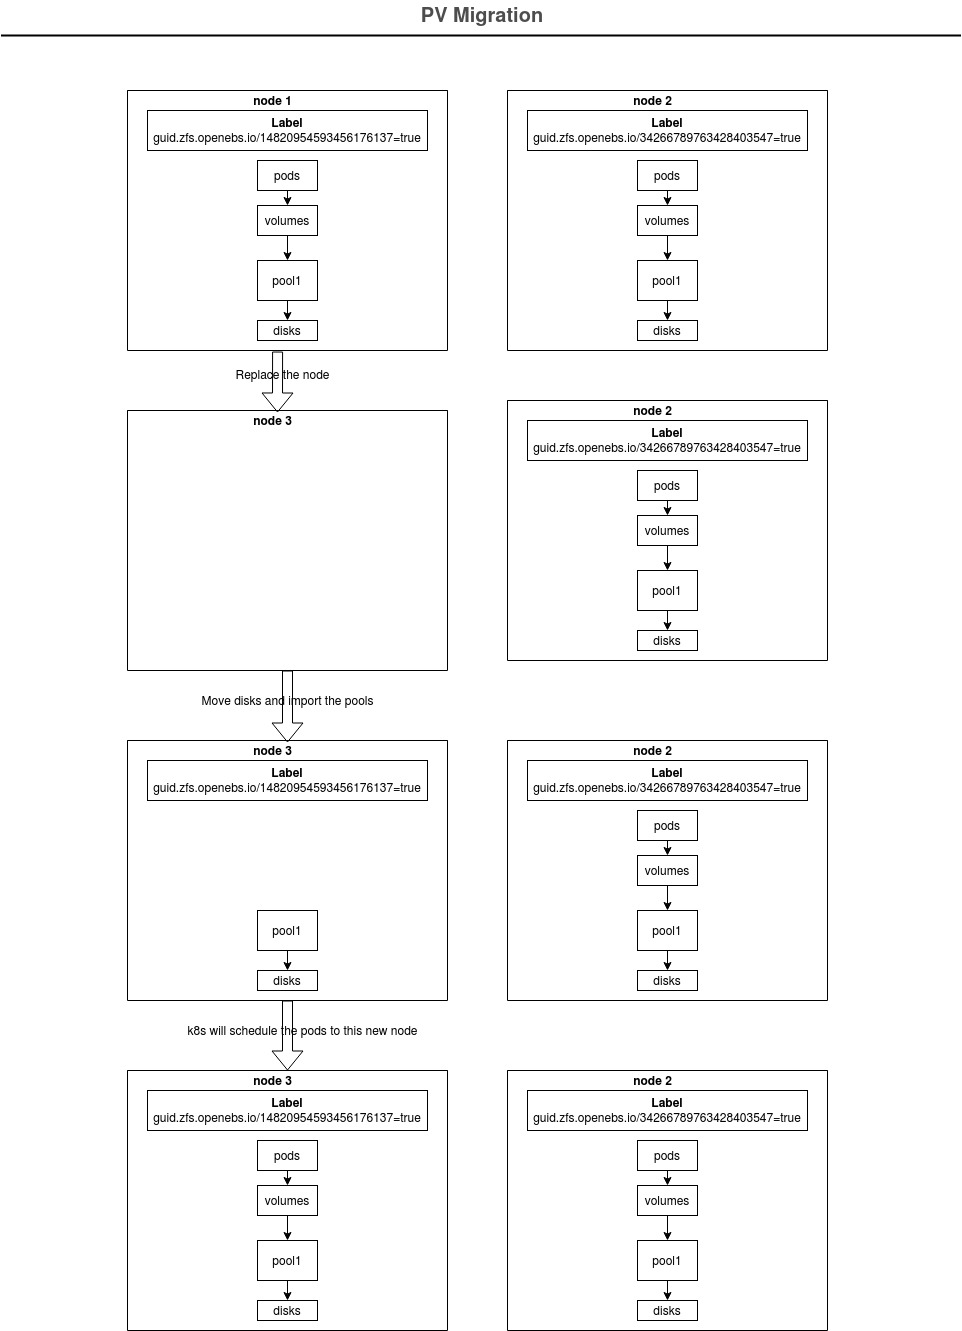 PV Migration
node 1
Label
guid.zfs.openebs.io/14820954593456176137=true
pods
volumes
pool1
disks
node 2
Label
guid.zfs.openebs.io/34266789763428403547=true
pods
volumes
pool1
disks
Replace the node
node 3
node 2
Label
guid.zfs.openebs.io/34266789763428403547=true
pods
volumes
pool1
disks
Move disks and import the pools
node 3
Label
guid.zfs.openebs.io/14820954593456176137=true
pool1
disks
node 2
Label
guid.zfs.openebs.io/34266789763428403547=true
pods
volumes
pool1
disks
k8s will schedule the pods to this new node
node 3
Label
guid.zfs.openebs.io/14820954593456176137=true
pods
volumes
pool1
disks
node 2
Label
guid.zfs.openebs.io/34266789763428403547=true
pods
volumes
pool1
disks